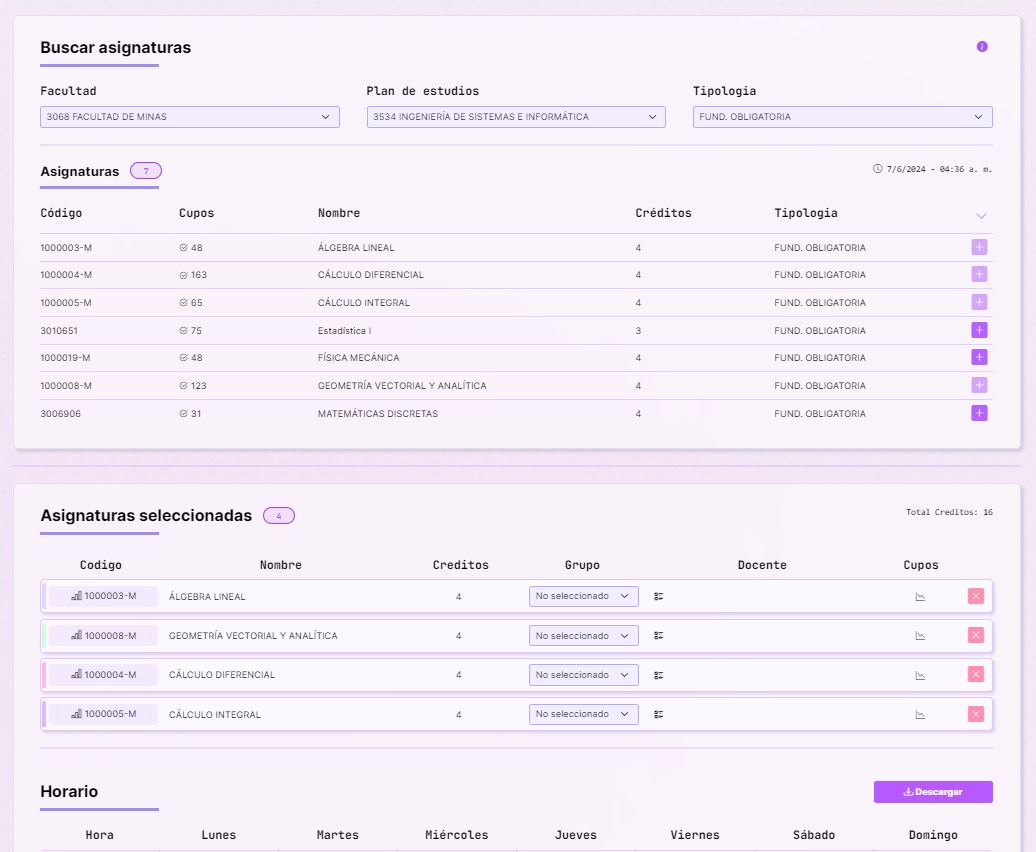 Buscar asignaturas
Facultad Plan de estudios Tipologia
3068 FACULTAD DE MINAS 3534 INGENIERÍA DE SISTEMAS E INFORMÁTICA FUND. OBLIGATORIA
Asignaturas 7 7/6/2024 - 04:36 a. m.
Código Cupos Nombre Créditos Tipologia
1000003-M 48 ÁLGEBRA LINEAL 4 FUND. OBLIGATORIA
1000004-M 163 CÁLCULO DIFERENCIAL 4 FUND. OBLIGATORIA
1000005-M 65 CÁLCULO INTEGRAL 4 FUND. OBLIGATORIA
3010651 75 Estadística I 3 FUND. OBLIGATORIA
1000019-M 48 FÍSICA MECÁNICA 4 FUND. OBLIGATORIA
1000008-M 123 GEOMETRÍA VECTORIAL Y ANALÍTICA 4 FUND. OBLIGATORIA
3006906 31 MATEMÁTICAS DISCRETAS 4 FUND. OBLIGATORIA
Asignaturas seleccionadas 4 Total Creditos: 16
Codigo Nombre Creditos Grupo Docente Cupos
1000003-M ÁLGEBRA LINEAL 4 No seleccionado
1000008-M GEOMETRÍA VECTORIAL Y ANALÍTICA 4 No seleccionado
1000004-M CÁLCULO DIFERENCIAL 4 No seleccionado
1000005-M CÁLCULO INTEGRAL 4 No seleccionado
Horario Descargar
Hora Lunes Martes Miércoles Jueves Viernes Sábado Domingo